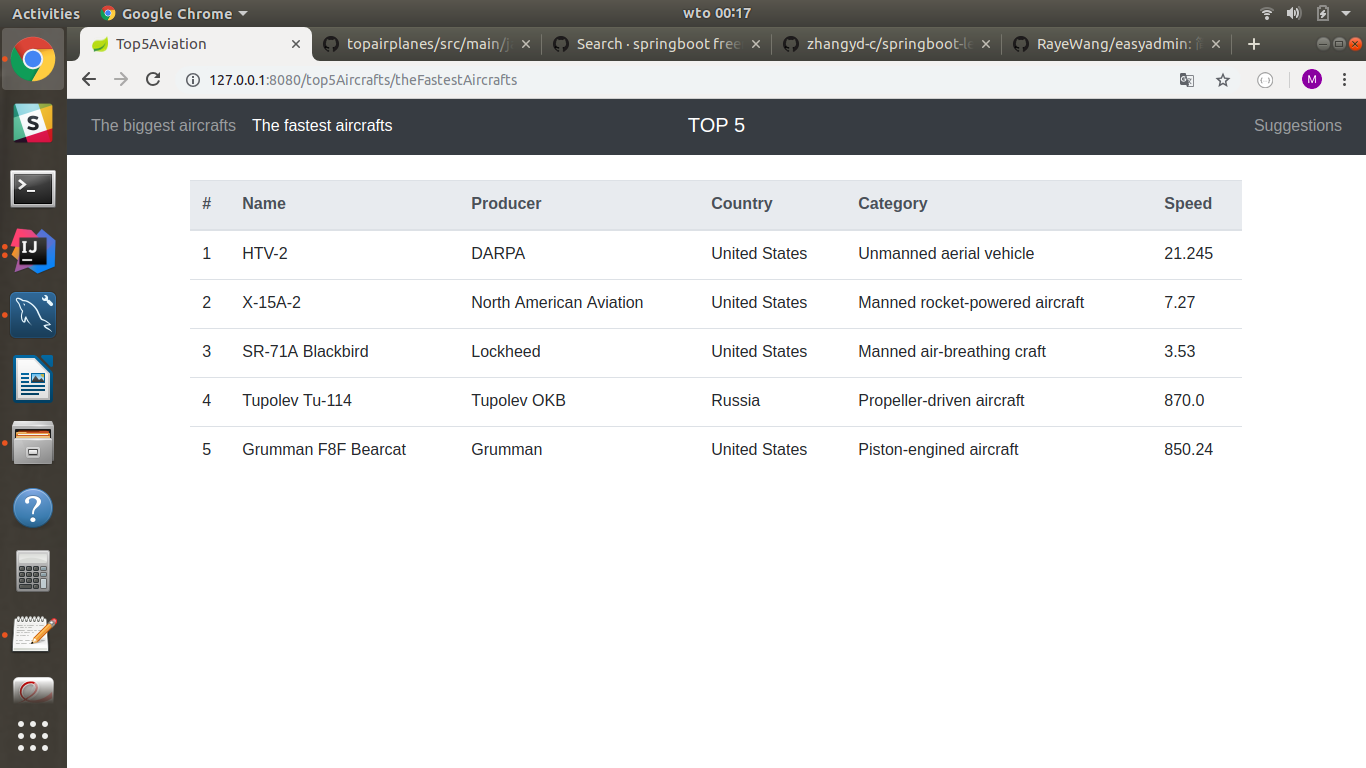 Activities Google Chrome wto 00:17
Top5Aviation topairplanes/src/main/j Search · springboot free zhangyd-c/springboot-le RayeWang/easyadmin:
127.0.0.1:8080/top5Aircrafts/theFastestAircrafts M
The biggest aircrafts The fastest aircrafts TOP 5 Suggestions
# Name Producer Country Category Speed
1 HTV-2 DARPA United States Unmanned aerial vehicle 21.245
2 X-15A-2 North American Aviation United States Manned rocket-powered aircraft 7.27
3 SR-71A Blackbird Lockheed United States Manned air-breathing craft 3.53
4 Tupolev Tu-114 Tupolev OKB Russia Propeller-driven aircraft 870.0
5 Grumman F8F Bearcat Grumman United States Piston-engined aircraft 850.24
S
>_
IJ
?